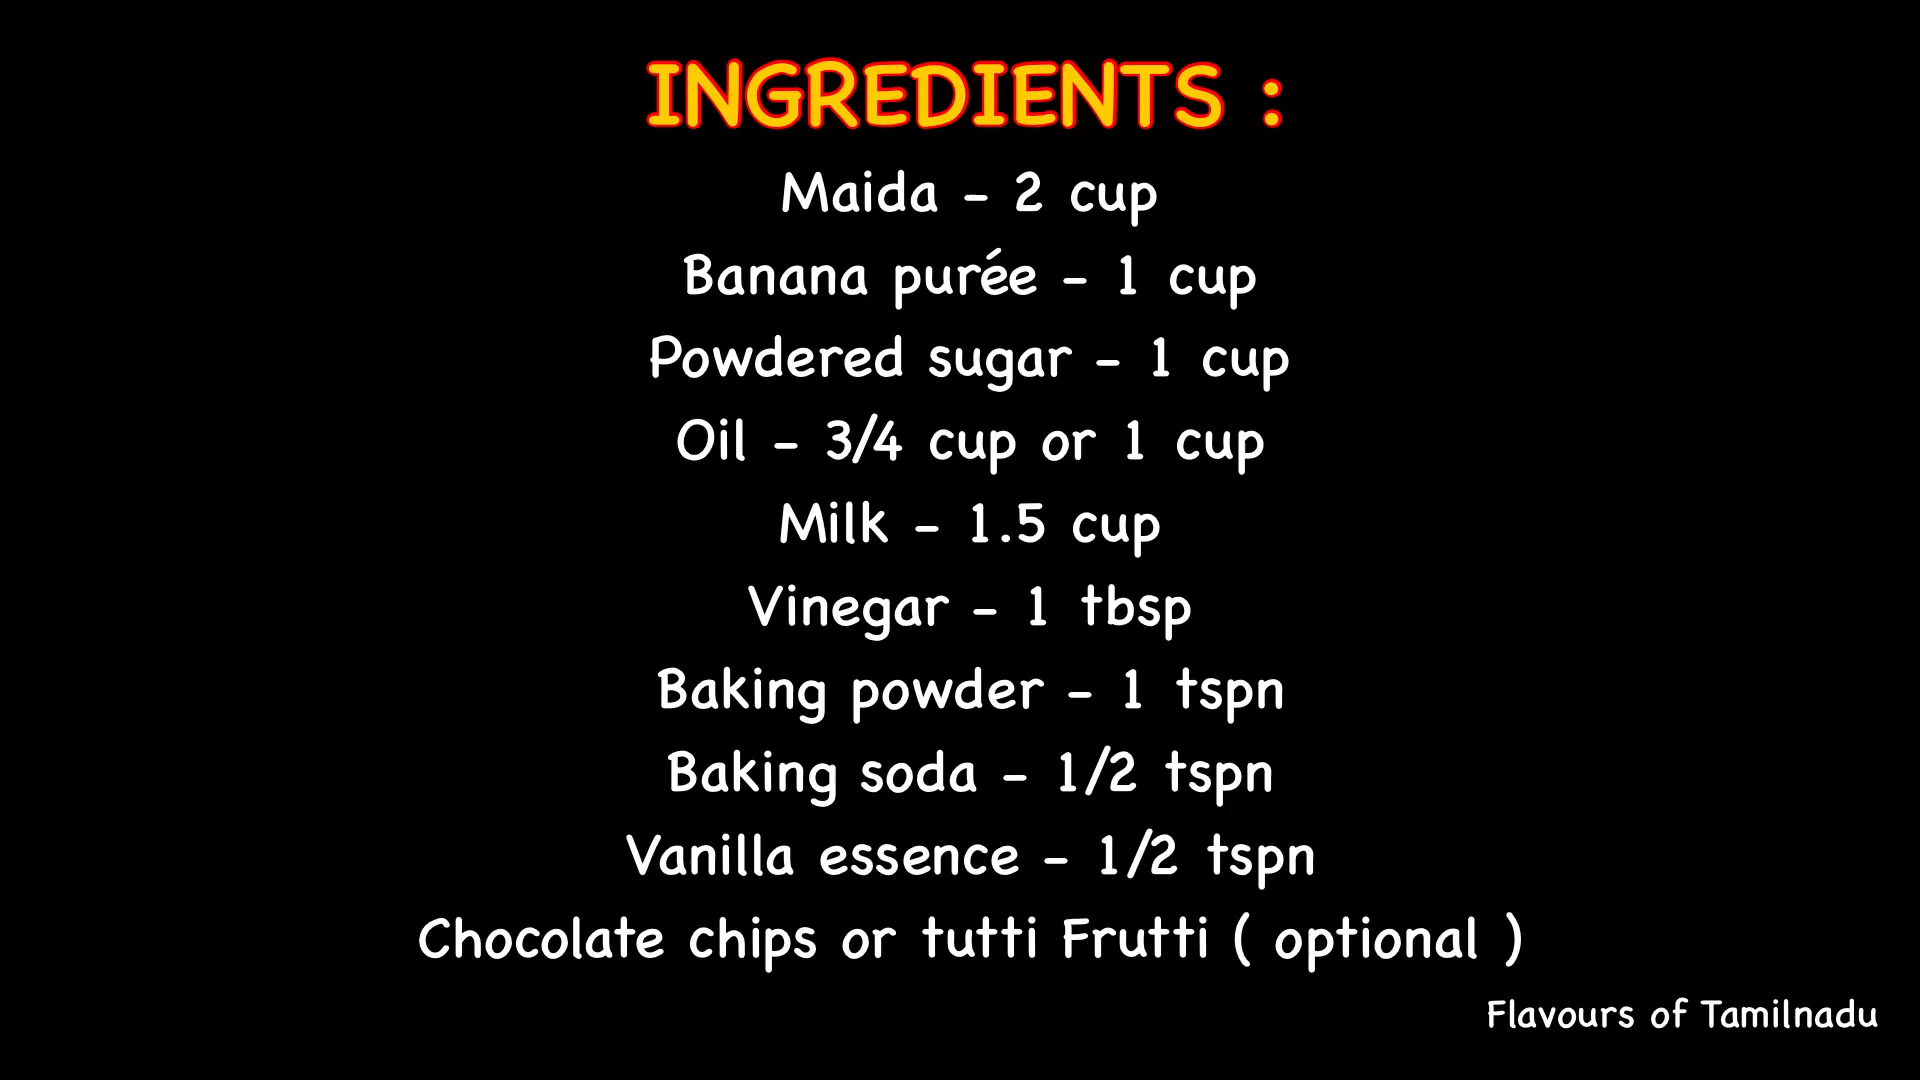 INGREDIENTS :
Maida - 2 cup
Banana purée - 1 cup
Powdered sugar - 1 cup
Oil - 3/4 cup or 1 cup
Milk - 1.5 cup
Vinegar - 1 tbsp
Baking powder - 1 tspn
Baking soda - 1/2 tspn
Vanilla essence - 1/2 tspn
Chocolate chips or tutti Frutti ( optional )
Flavours of Tamilnadu